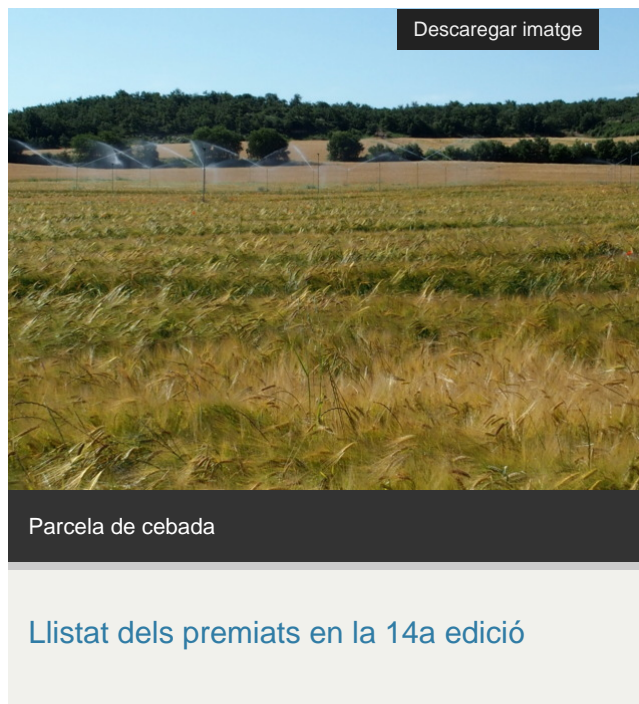 Descaregar imatge
Parcela de cebada
Llistat dels premiats en la 14a edició